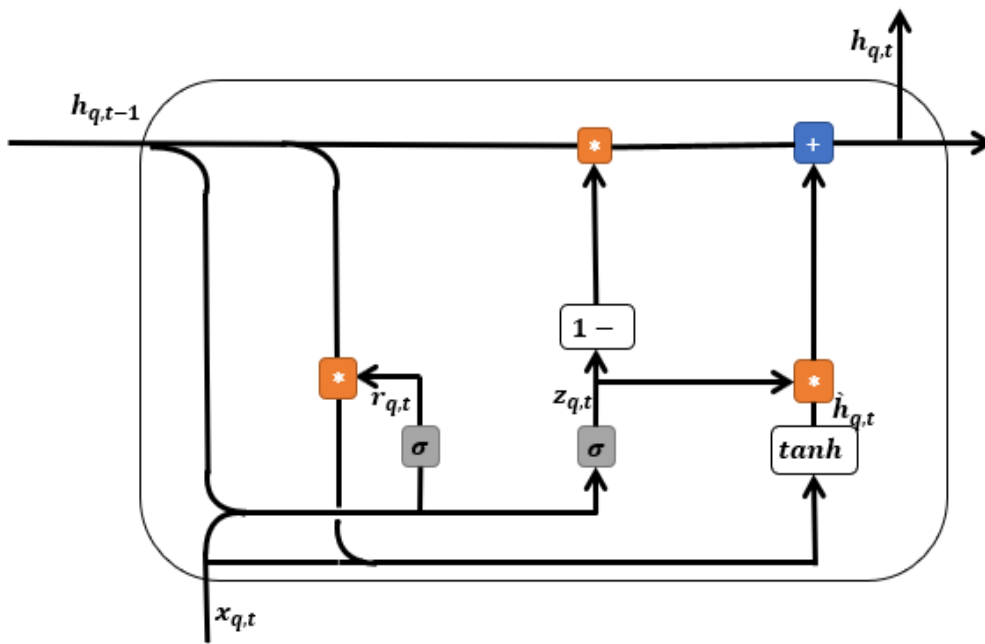 h_{q,t}
h_{q,t-1}
*
+
1 −
*
r_{q,t}
z_{q,t}
*
ĥ_{q,t}
σ
σ
tanh
x_{q,t}